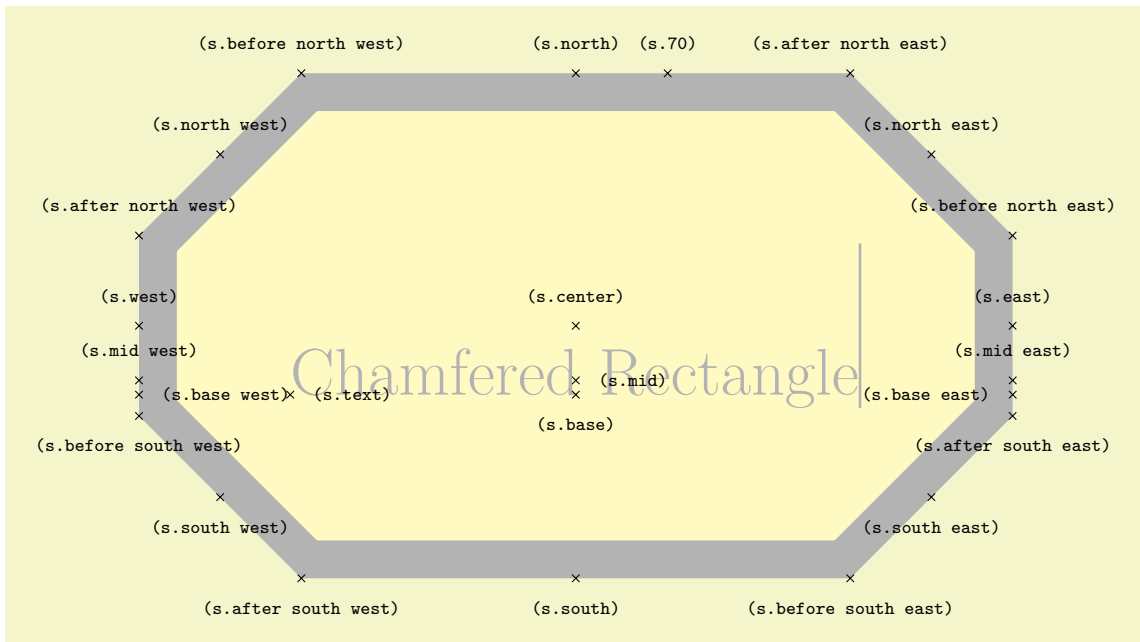 (s.before north west) (s.north) (s.70) (s.after north east)
(s.north west) (s.north east)
(s.after north west) (s.before north east)
(s.west) (s.center) (s.east)
(s.mid west) (s.mid east)
Chamfered Rectangle
(s.mid)
(s.base west) (s.text) (s.base east)
(s.base)
(s.before south west) (s.after south east)
(s.south west) (s.south east)
(s.after south west) (s.south) (s.before south east)